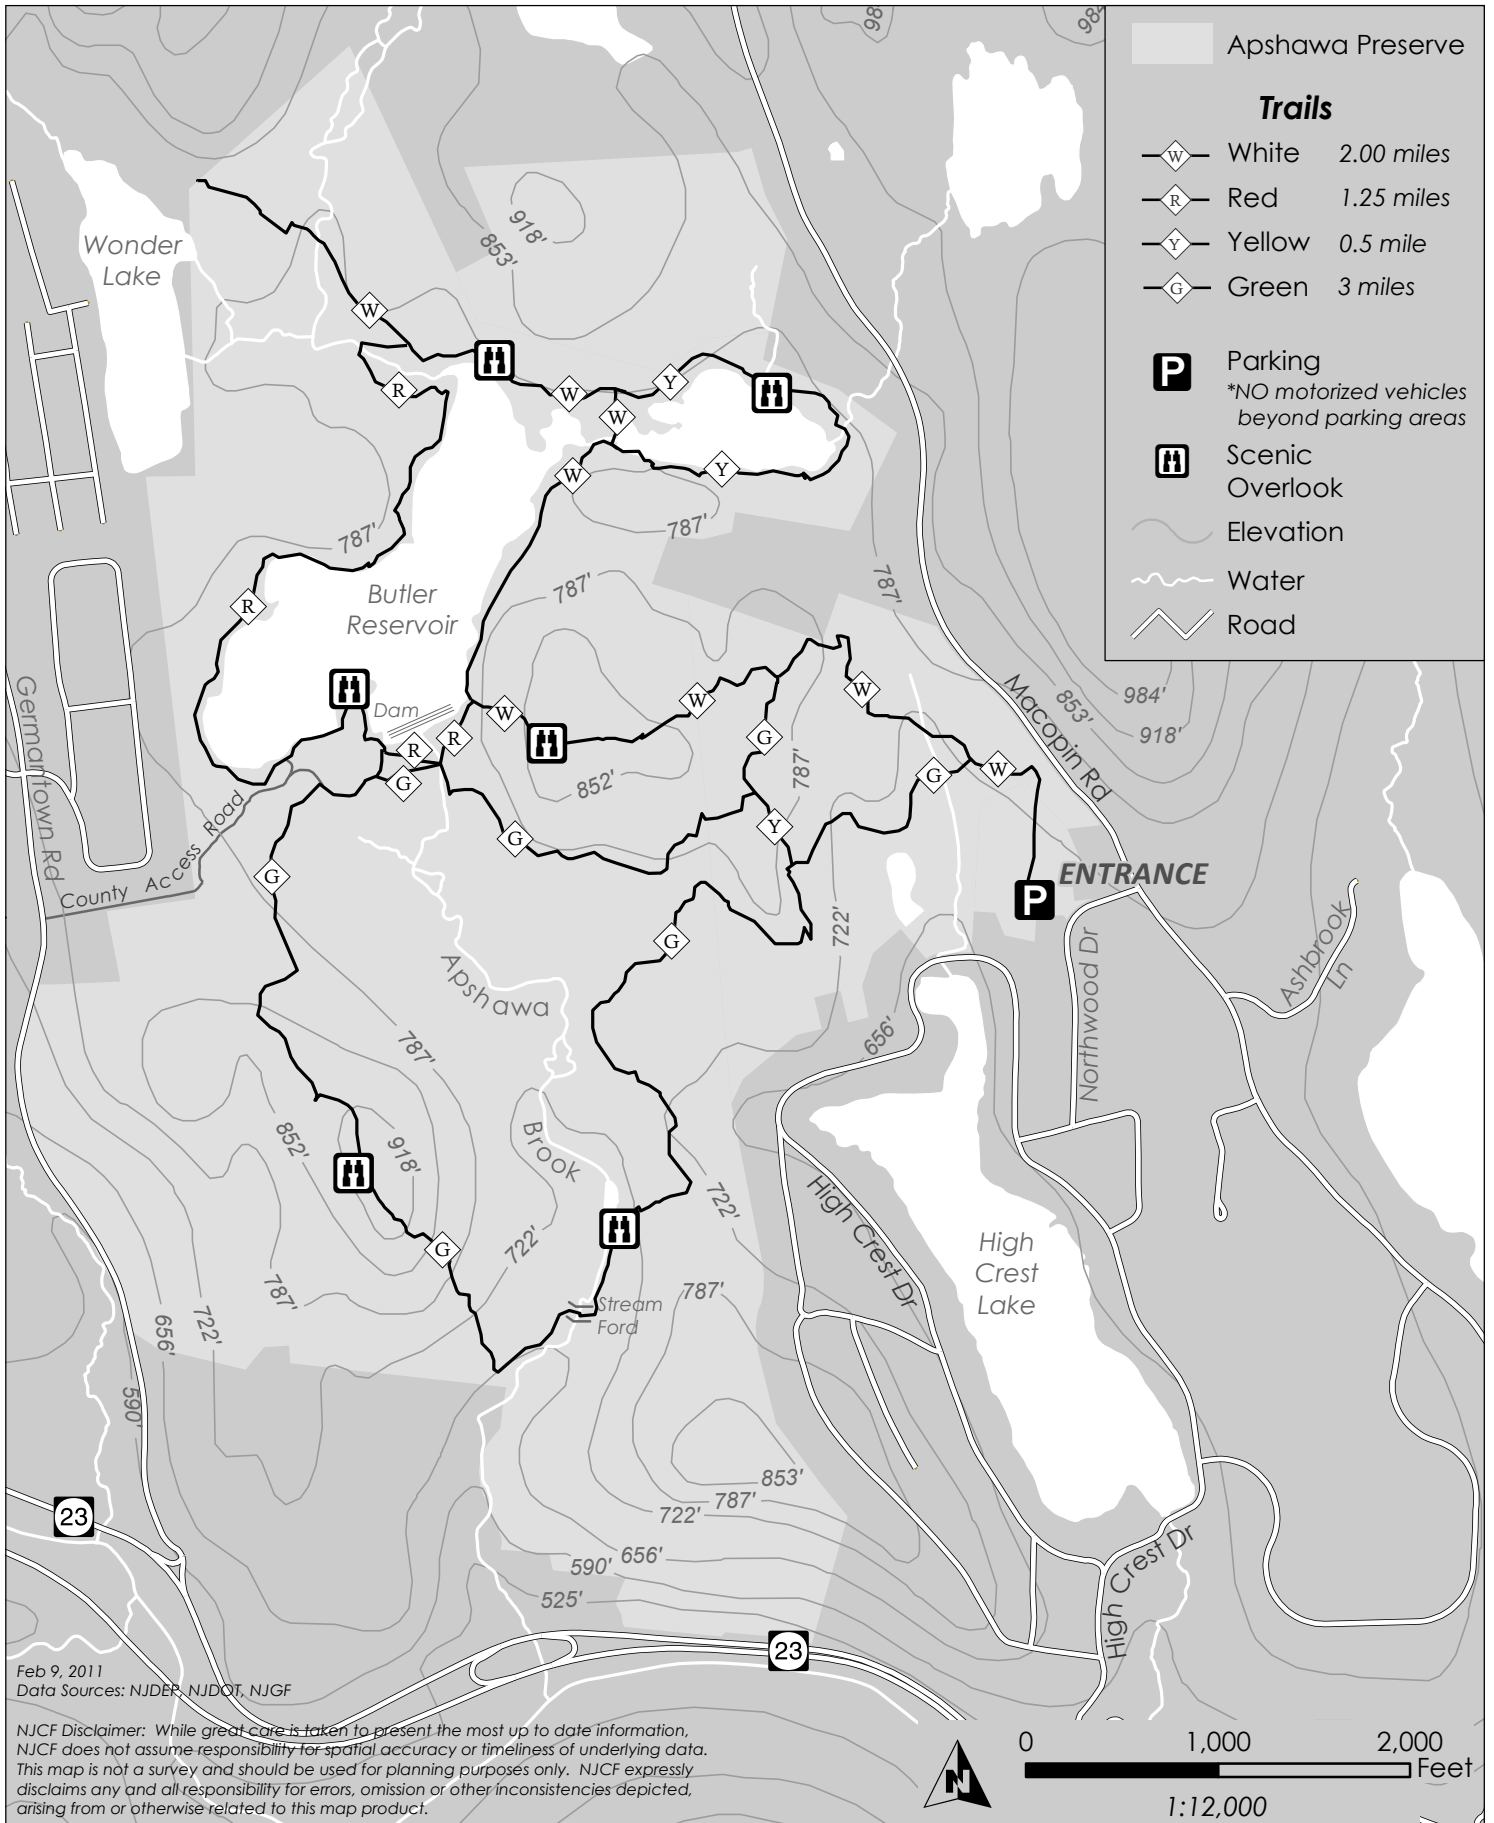 98
984
Apshawa Preserve
Trails
W White 2.00 miles
R Red 1.25 miles
Y Yellow 0.5 mile
G Green 3 miles
P Parking
*NO motorized vehicles
beyond parking areas
Scenic
Overlook
Elevation
Water
Road
Wonder
Lake
918'
853'
W
R
W
Y
W
W
Y
787'
787'
787'
787'
R
Butler
Reservoir
Dam
W
R
R
G
W
W
G
787'
852'
G
Y
G
W
Macopin Rd
984'
853'
918'
Germantown Rd
County Access Road
G
P
ENTRANCE
G
722'
Northwood Dr
Ashbrook
Ln
Apshawa
Brook
656'
787'
852'
918'
722'
722'
G
787'
787'
722'
656'
590'
Stream
Ford
High Crest Dr
High
Crest
Lake
853'
787'
722'
656'
590'
525'
23
23
High Crest Dr
Feb 9, 2011
Data Sources: NJDEP, NJDOT, NJGF
NJCF Disclaimer: While great care is taken to present the most up to date information,
NJCF does not assume responsibility for spatial accuracy or timeliness of underlying data.
This map is not a survey and should be used for planning purposes only. NJCF expressly
disclaims any and all responsibility for errors, omission or other inconsistencies depicted,
arising from or otherwise related to this map product.
N
0 1,000 2,000
Feet
1:12,000